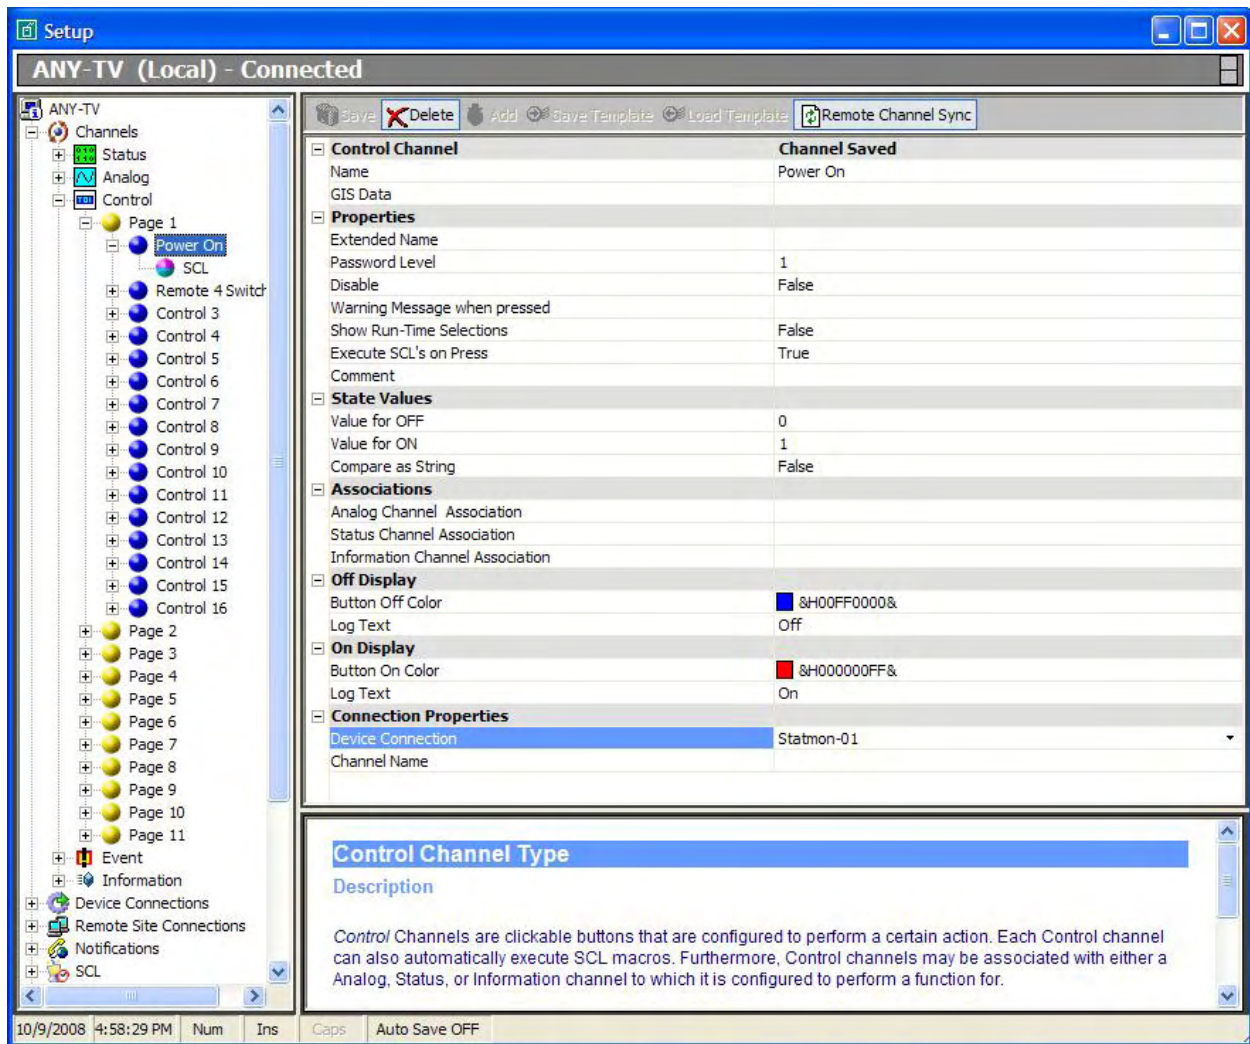 Setup
ANY-TV (Local) - Connected
ANY-TV
Channels
Status
Analog
Control
Page 1
Power On
SCL
Remote 4 Switch
Control 3
Control 4
Control 5
Control 6
Control 7
Control 8
Control 9
Control 10
Control 11
Control 12
Control 13
Control 14
Control 15
Control 16
Page 2
Page 3
Page 4
Page 5
Page 6
Page 7
Page 8
Page 9
Page 10
Page 11
Event
Information
Device Connections
Remote Site Connections
Notifications
SCL
Save Delete Add Save Template Load Template Remote Channel Sync
Control Channel Channel Saved
Name Power On
GIS Data
Properties
Extended Name
Password Level 1
Disable False
Warning Message when pressed
Show Run-Time Selections False
Execute SCL's on Press True
Comment
State Values
Value for OFF 0
Value for ON 1
Compare as String False
Associations
Analog Channel Association
Status Channel Association
Information Channel Association
Off Display
Button Off Color &H00FF0000&
Log Text Off
On Display
Button On Color &H000000FF&
Log Text On
Connection Properties
Device Connection Statmon-01
Channel Name
Control Channel Type
Description
Control Channels are clickable buttons that are configured to perform a certain action. Each Control channel
can also automatically execute SCL macros. Furthermore, Control channels may be associated with either a
Analog, Status, or Information channel to which it is configured to perform a function for.
10/9/2008 4:58:29 PM Num Ins Caps Auto Save OFF